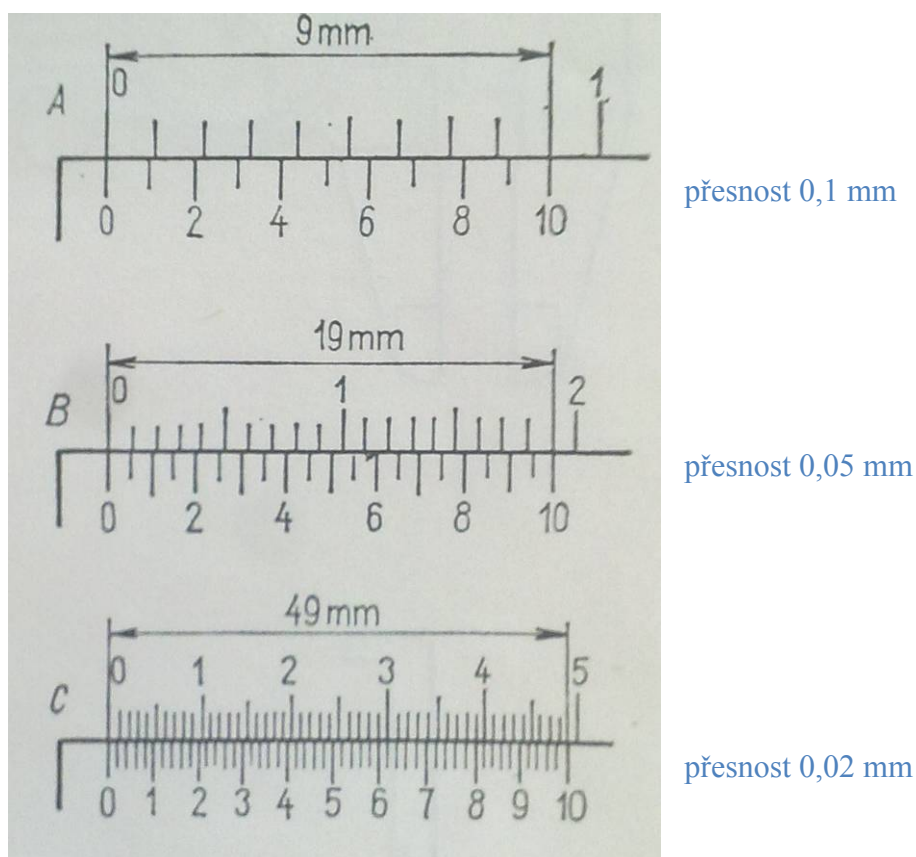 9mm
A
0
1
0 2 4 6 8 10
přesnost 0,1 mm
19mm
B
0 1 2
0 2 4 6 8 10
přesnost 0,05 mm
49mm
C
0 1 2 3 4 5
0 1 2 3 4 5 6 7 8 9 10
přesnost 0,02 mm